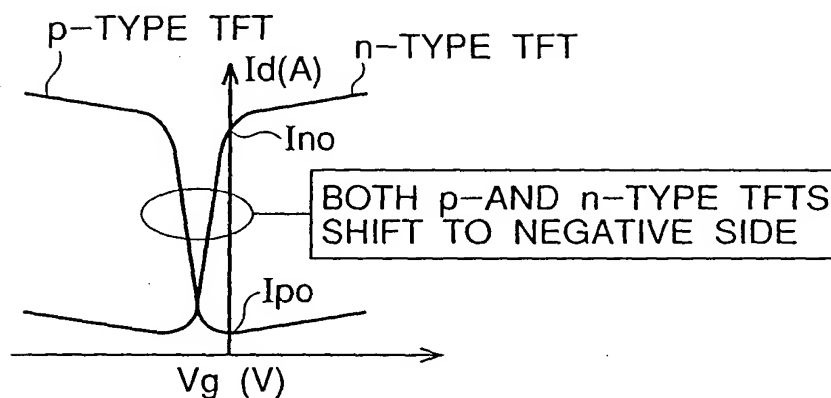 p-TYPE TFT
n-TYPE TFT
Id(A)
Ino
BOTH p-AND n-TYPE TFTS
SHIFT TO NEGATIVE SIDE
Ipo
Vg (V)